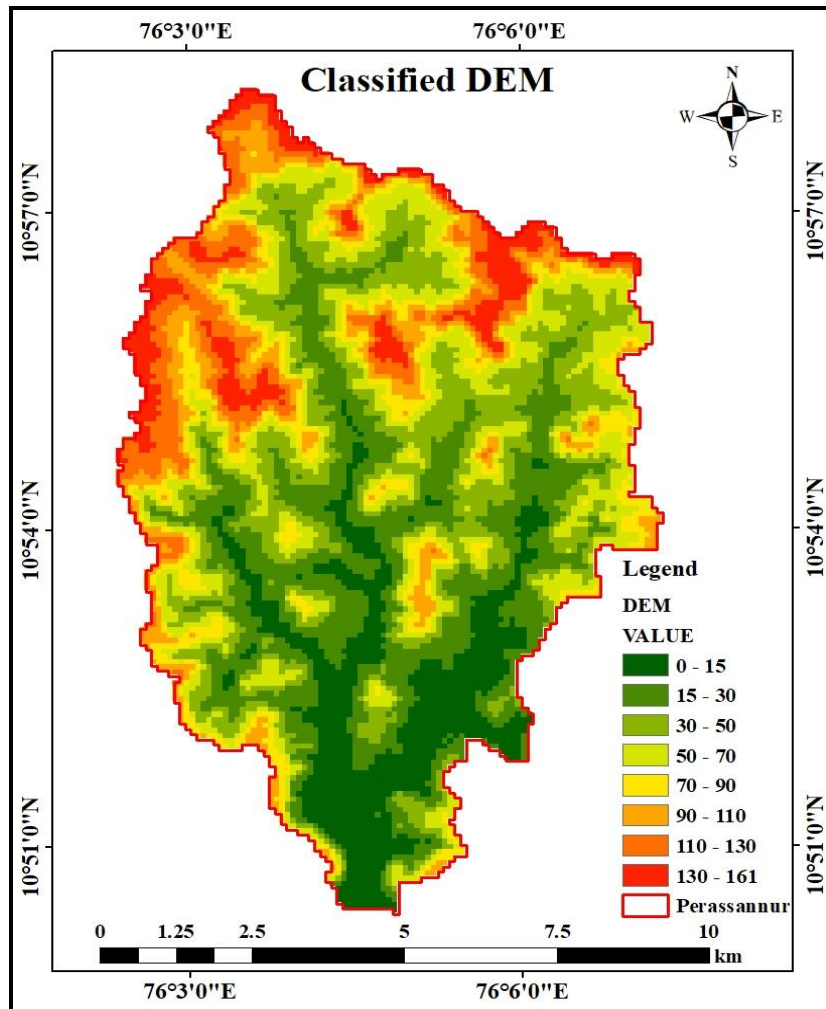 76°3'0"E 76°6'0"E
Classified DEM
N
W E
S
10°57'0"N 10°57'0"N
10°54'0"N 10°54'0"N
Legend
DEM
VALUE
0 - 15
15 - 30
30 - 50
50 - 70
70 - 90
90 - 110
110 - 130
130 - 161
Perassannur
10°51'0"N 10°51'0"N
0 1.25 2.5 5 7.5 10
km
76°3'0"E 76°6'0"E